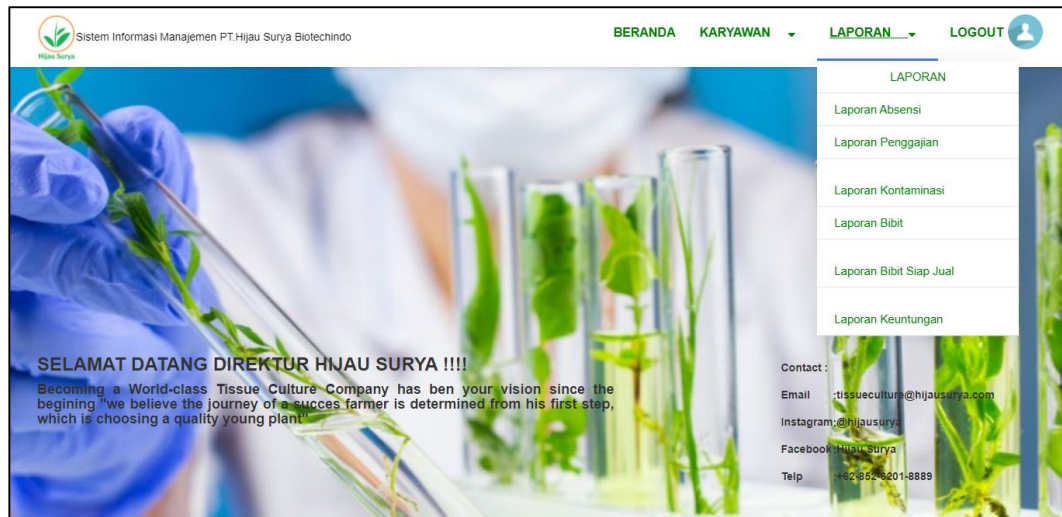 Sistem Informasi Manajemen PT.Hijau Surya Biotechindo
Hijau Surya
BERANDA KARYAWAN LAPORAN LOGOUT
LAPORAN
Laporan Absensi
Laporan Penggajian
Laporan Kontaminasi
Laporan Bibit
Laporan Bibit Siap Jual
Laporan Keuntungan
SELAMAT DATANG DIREKTUR HIJAU SURYA !!!!
Becoming a World-class Tissue Culture Company has ben your vision since the
begining "we believe the journey of a succes farmer is determined from his first step,
which is choosing a quality young plant"
Contact :
Email :tissueculture@hijausurya.com
Instagram:@hijausurya
Facebook:Hijau Surya
Telp :+62-852-6201-8889